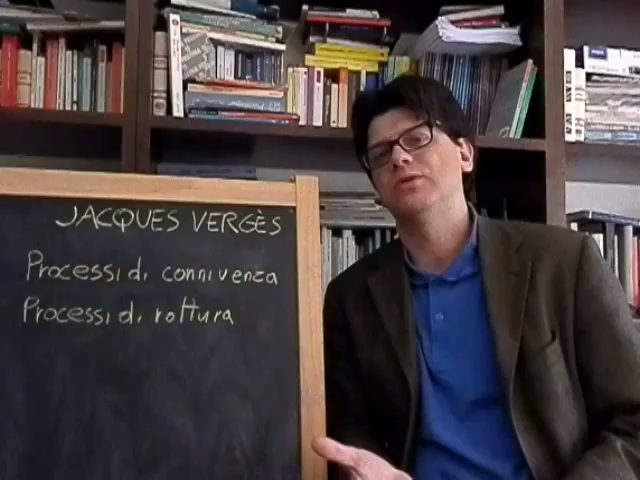 JACQUES VERGÈS
Processi di connivenza
Processi di rottura